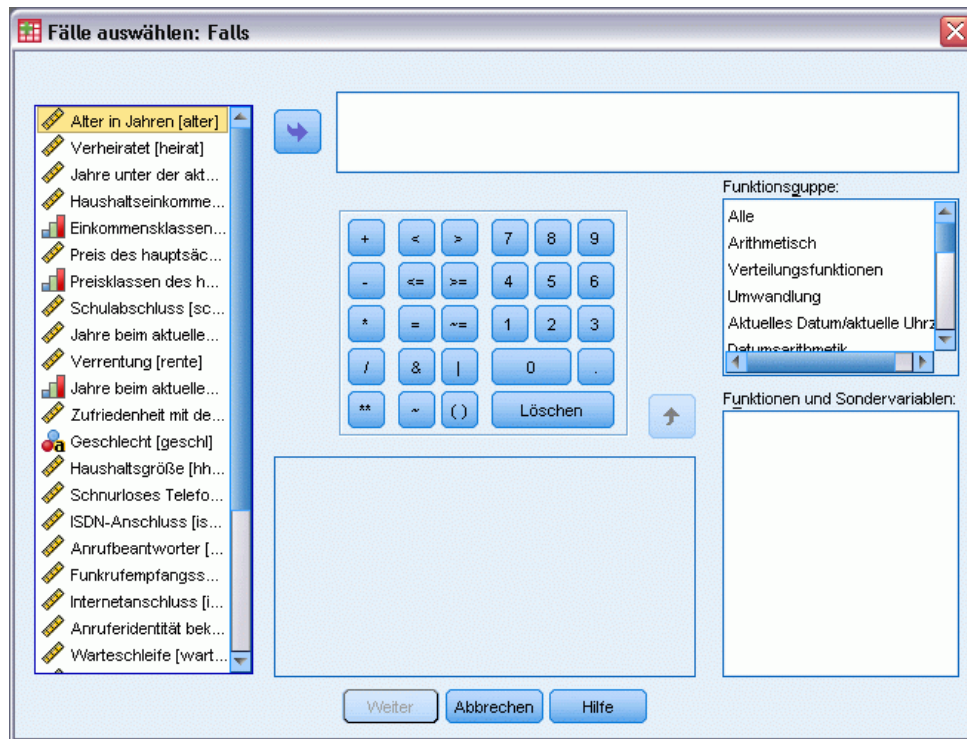 Fälle auswählen: Falls
Alter in Jahren [alter]
Verheiratet [heirat]
Jahre unter der akt...
Haushaltseinkomme...
Einkommensklassen...
Preis des hauptsäc...
Preisklassen des h...
Schulabschluss [sc...
Jahre beim aktuelle...
Verrentung [rente]
Jahre beim aktuelle...
Zufriedenheit mit de...
Geschlecht [geschl]
Haushaltsgröße [hh...
Schnurloses Telefo...
ISDN-Anschluss [is...
Anrufbeantworter [...
Funkrufempfangss...
Internetanschluss [i...
Anruferidentität bek...
Warteschleife [wart...
+ < > 7 8 9
- <= >= 4 5 6
* = ~= 1 2 3
/ & | 0 .
** ~ ( ) Löschen
Funktionsgruppe:
Alle
Arithmetisch
Verteilungsfunktionen
Umwandlung
Aktuelles Datum/aktuelle Uhrz
Datumsarithmetik
Funktionen und Sondervariablen:
Weiter Abbrechen Hilfe